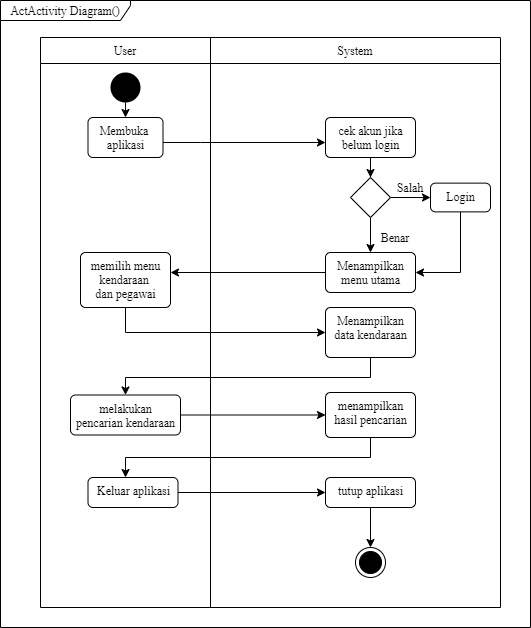 ActActivity Diagram()
User
System
Membuka
aplikasi
cek akun jika
belum login
Salah
Login
Benar
Menampilkan
menu utama
memilih menu
kendaraan
dan pegawai
Menampilkan
data kendaraan
melakukan
pencarian kendaraan
menampilkan
hasil pencarian
Keluar aplikasi
tutup aplikasi